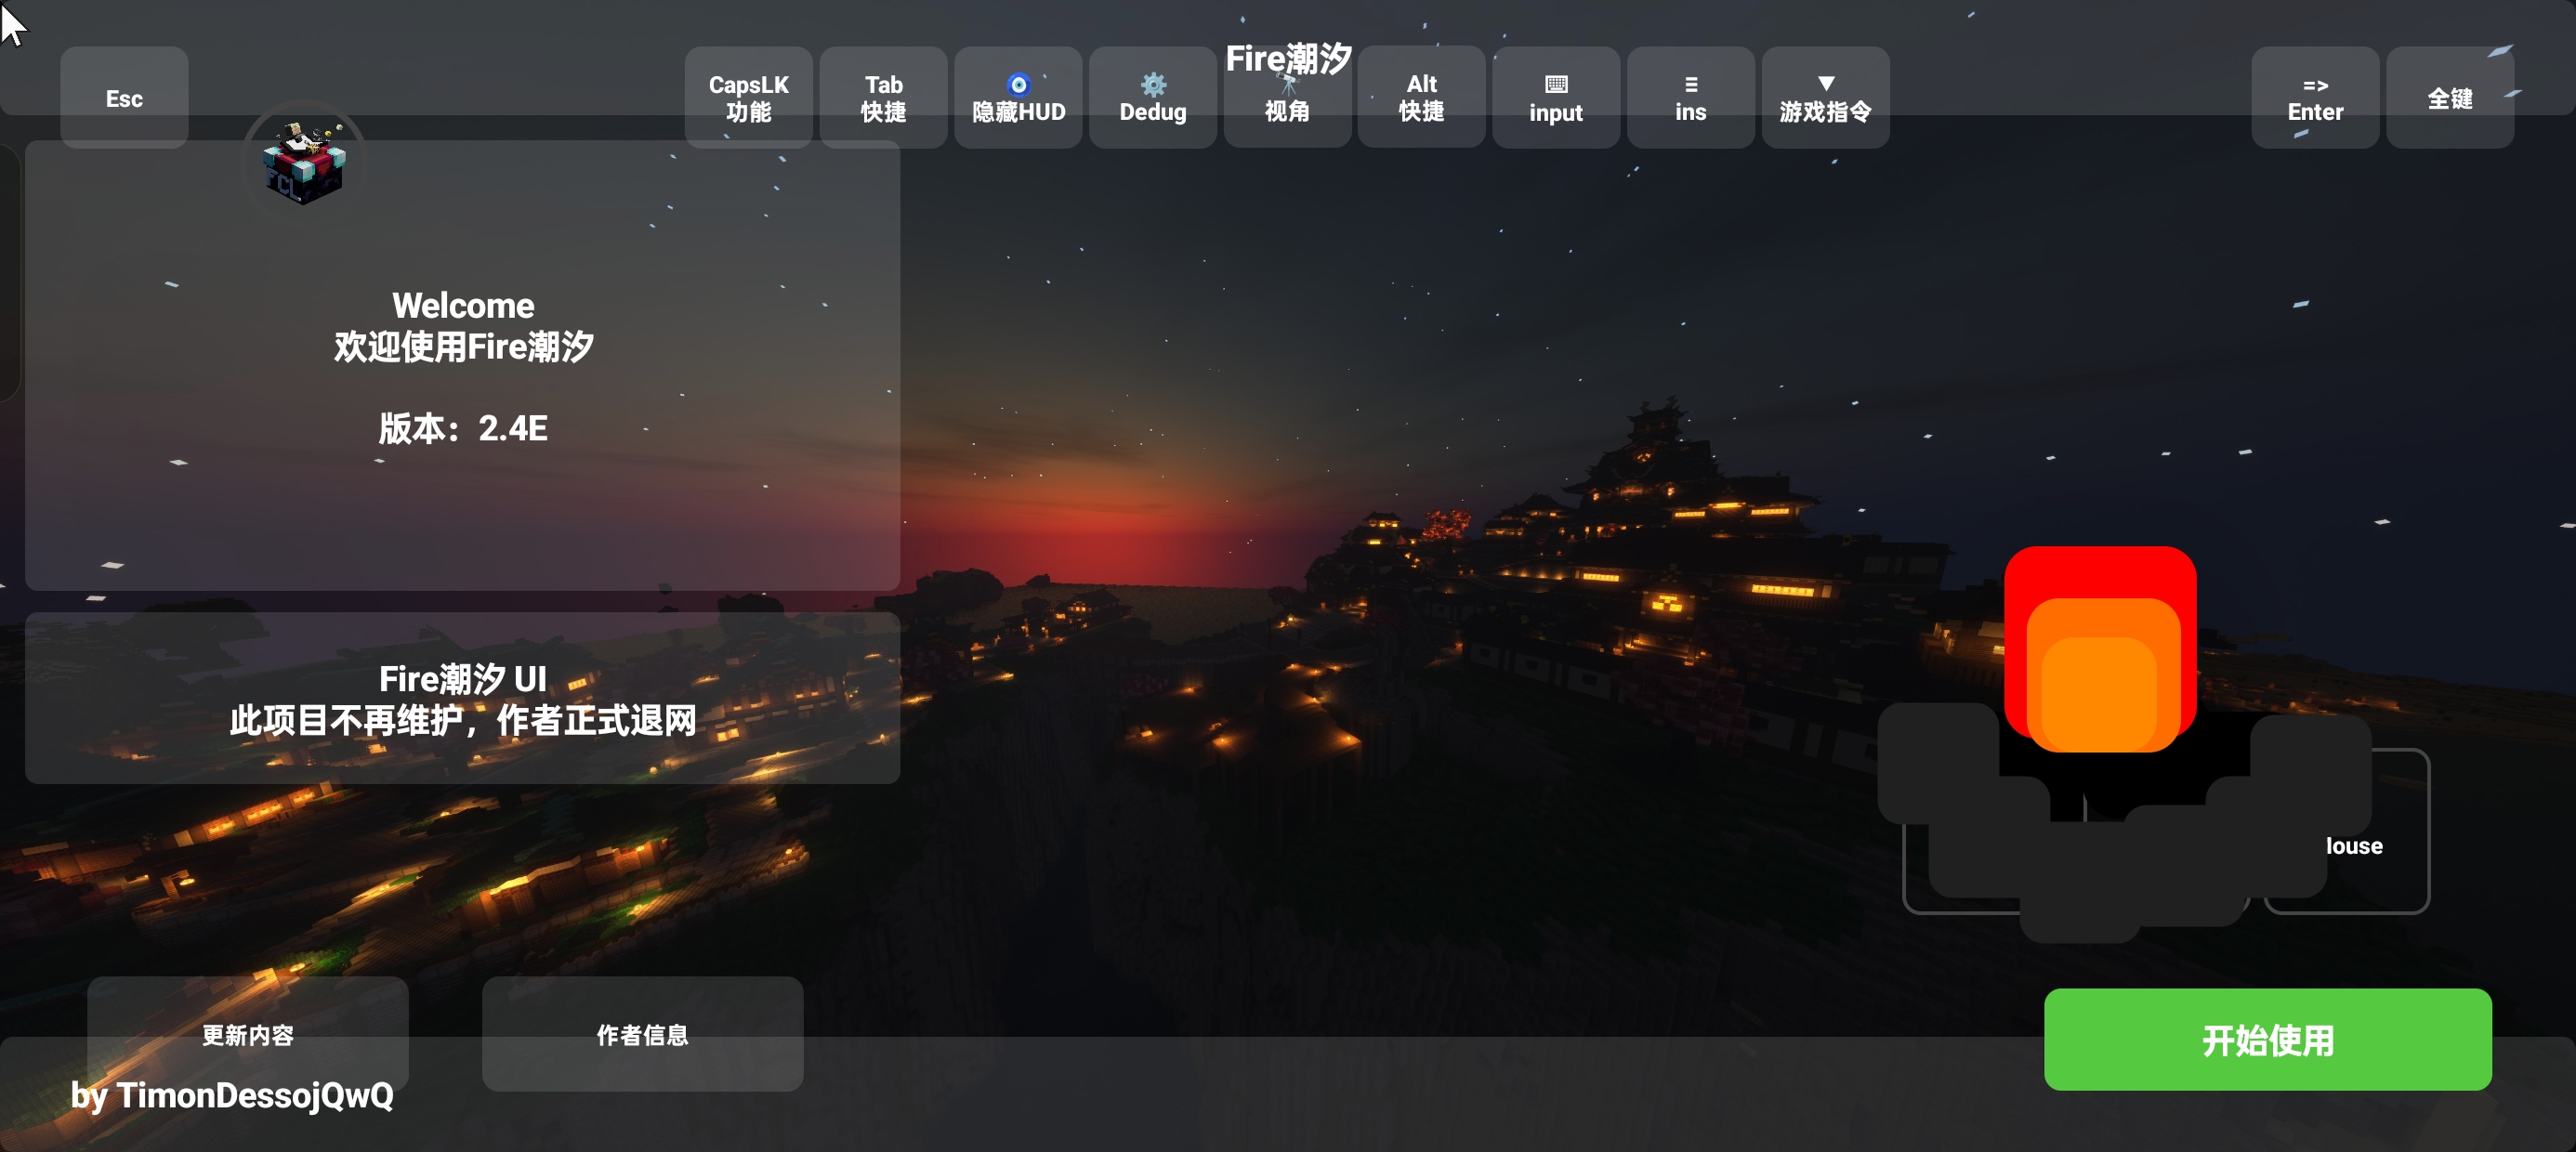 Fire潮汐
Esc
CapsLK
功能
Tab
快捷
隐藏HUD
Dedug
视角
Alt
快捷
input
ins
游戏指令
=>
Enter
全键
FCL
Welcome
欢迎使用Fire潮汐
版本：2.4E
Fire潮汐 UI
此项目不再维护，作者正式退网
更新内容
作者信息
by TimonDessojQwQ
开始使用